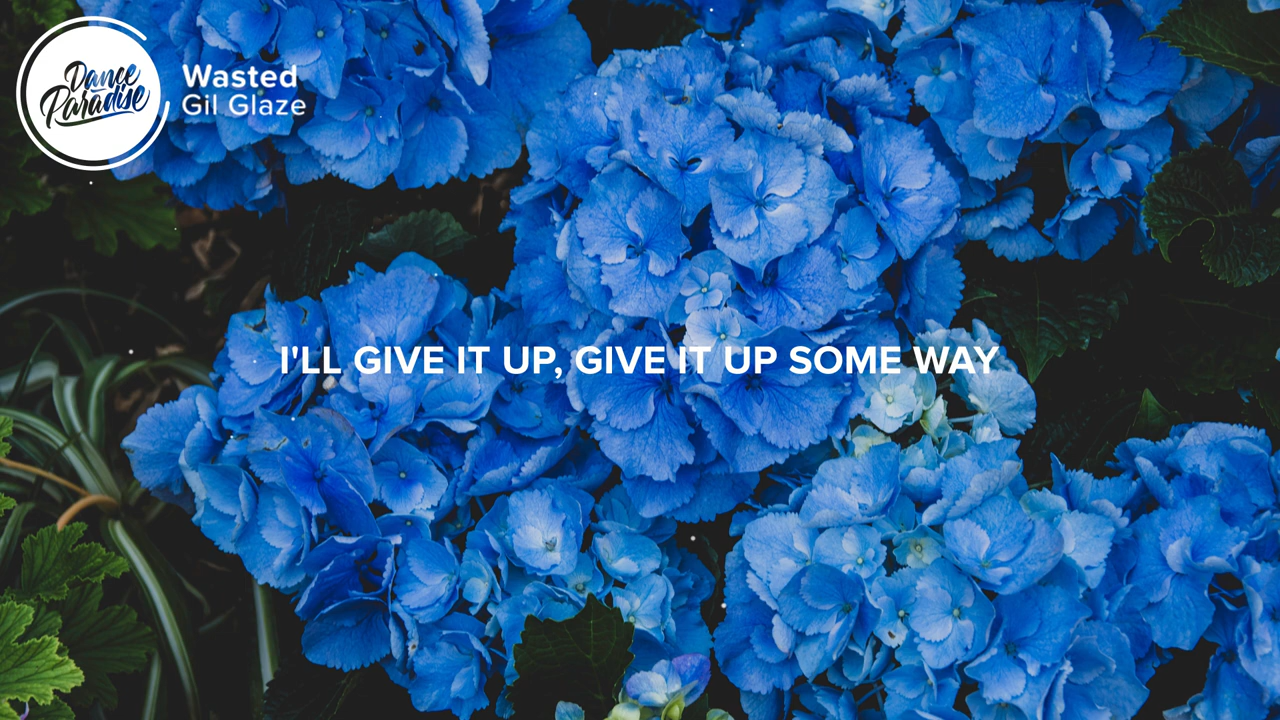 Dance
Paradise
Wasted
Gil Glaze
I'LL GIVE IT UP, GIVE IT UP SOME WAY